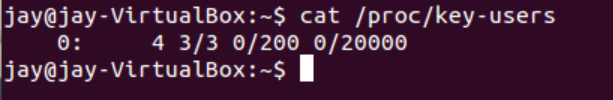 jay@jay-VirtualBox:~$ cat /proc/key-users
    0:     4 3/3 0/200 0/20000
jay@jay-VirtualBox:~$